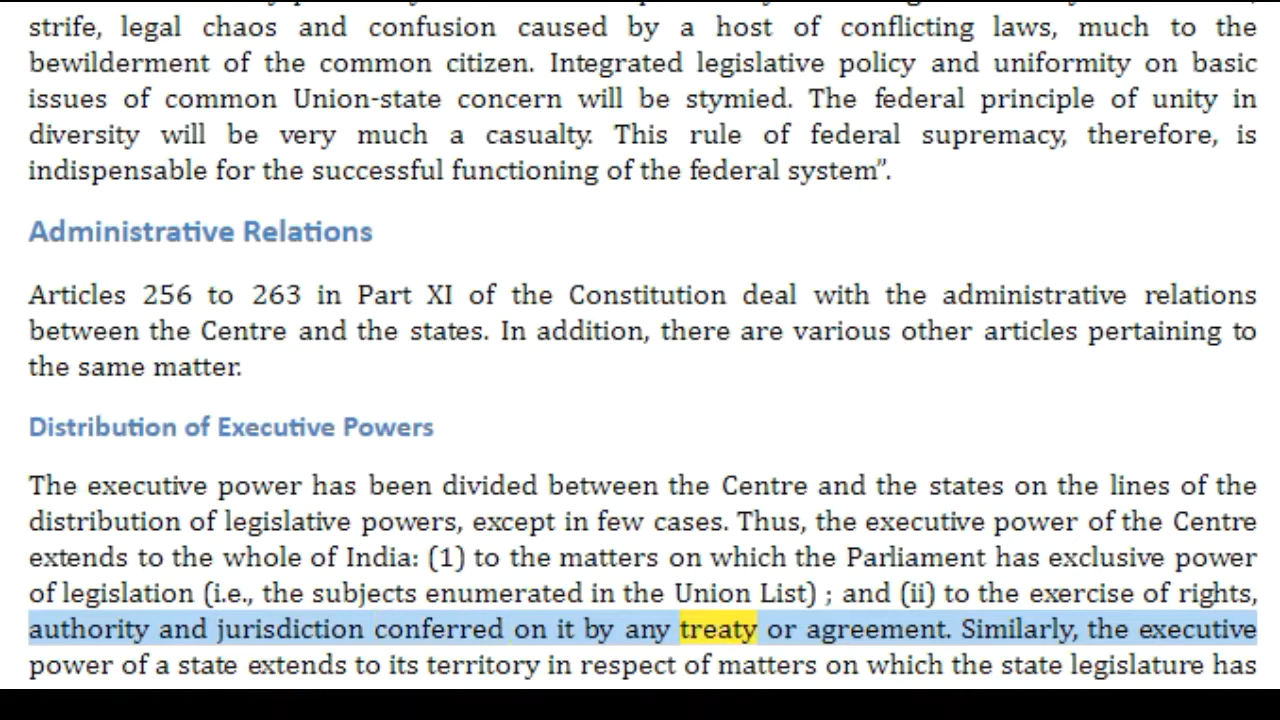 strife, legal chaos and confusion caused by a host of conflicting laws, much to the
bewilderment of the common citizen. Integrated legislative policy and uniformity on basic
issues of common Union-state concern will be stymied. The federal principle of unity in
diversity will be very much a casualty. This rule of federal supremacy, therefore, is
indispensable for the successful functioning of the federal system”.
Administrative Relations
Articles 256 to 263 in Part XI of the Constitution deal with the administrative relations
between the Centre and the states. In addition, there are various other articles pertaining to
the same matter.
Distribution of Executive Powers
The executive power has been divided between the Centre and the states on the lines of the
distribution of legislative powers, except in few cases. Thus, the executive power of the Centre
extends to the whole of India: (1) to the matters on which the Parliament has exclusive power
of legislation (i.e., the subjects enumerated in the Union List) ; and (ii) to the exercise of rights,
authority and jurisdiction conferred on it by any treaty or agreement. Similarly, the executive
power of a state extends to its territory in respect of matters on which the state legislature has